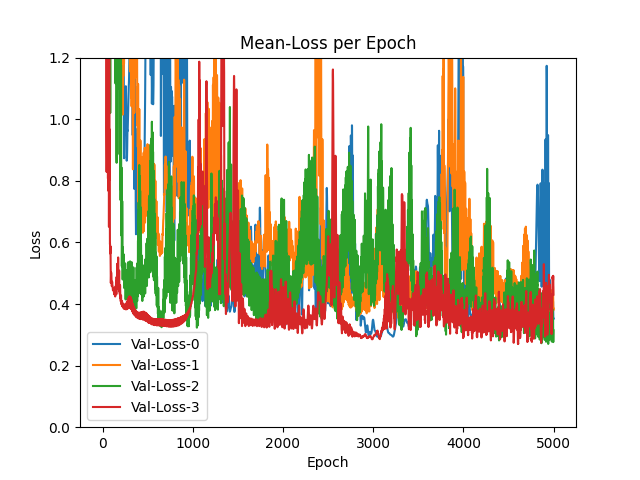 Mean-Loss per Epoch
1.2
1.0
0.8
0.6
0.4
0.2
0.0
Loss
Val-Loss-0
Val-Loss-1
Val-Loss-2
Val-Loss-3
0 1000 2000 3000 4000 5000
Epoch